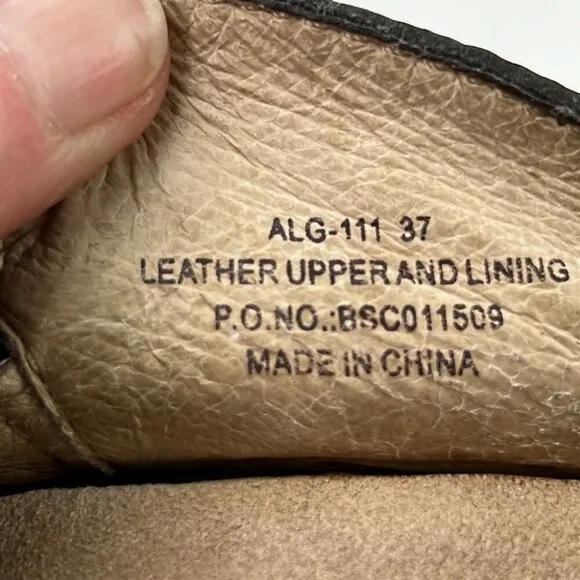 ALG-111 37
LEATHER UPPER AND LINING
P.O.NO.:BSC011509
MADE IN CHINA